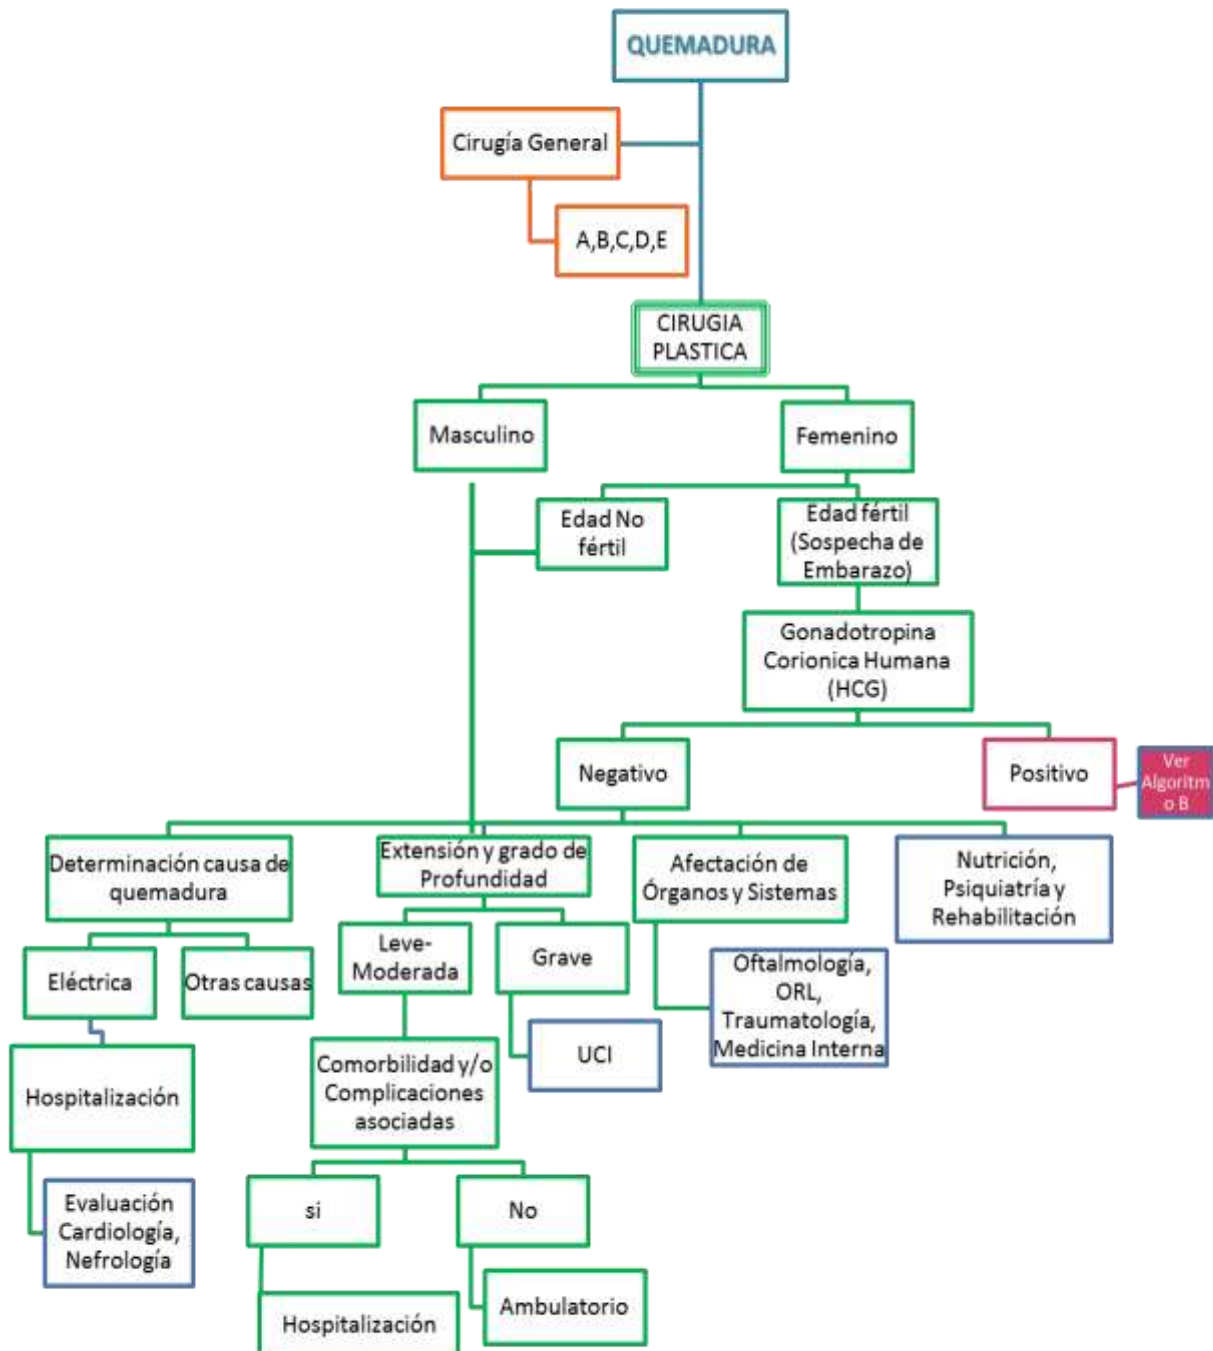 QUEMADURA
Cirugía General
A,B,C,D,E
CIRUGIA
PLASTICA
Masculino
Femenino
Edad No
fértil
Edad fértil
(Sospecha de
Embarazo)
Gonadotropina
Corionica Humana
(HCG)
Negativo
Positivo
Ver
Algoritm
o B
Determinación causa de
quemadura
Extensión y grado de
Profundidad
Afectación de
Órganos y Sistemas
Nutrición,
Psiquiatría y
Rehabilitación
Eléctrica
Otras causas
Leve-
Moderada
Grave
Oftalmología,
ORL,
Traumatología,
Medicina Interna
Hospitalización
Comorbilidad y/o
Complicaciones
asociadas
UCI
Evaluación
Cardiología,
Nefrología
si
No
Hospitalización
Ambulatorio